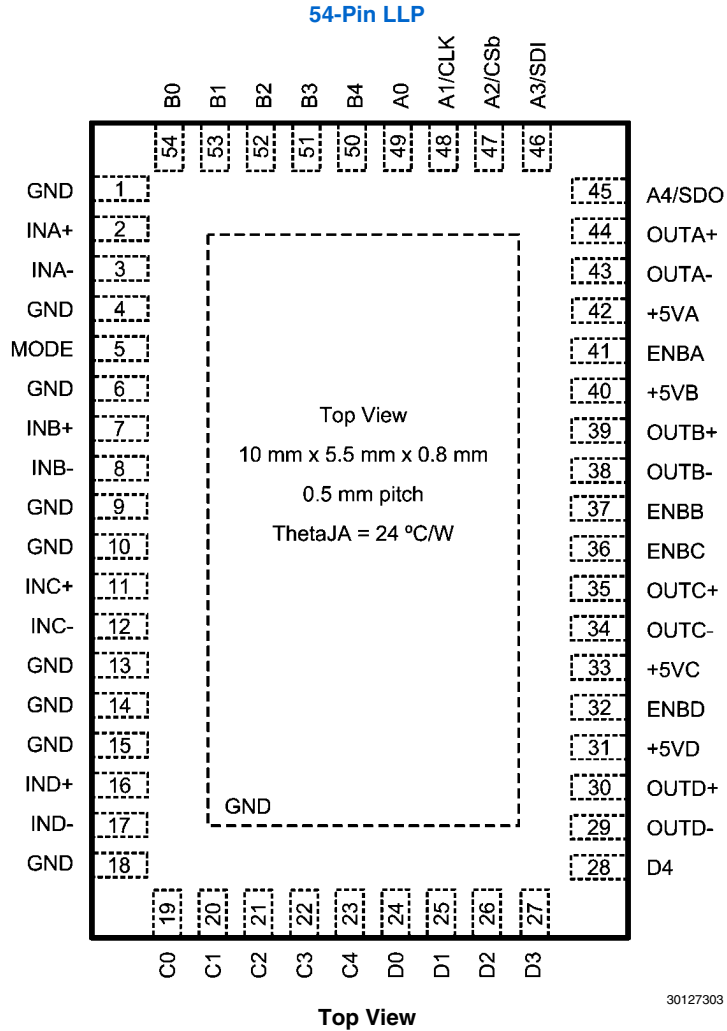 54-Pin LLP
B0 B1 B2 B3 B4 A0 A1/CLK A2/CSb A3/SDI
54 53 52 51 50 49 48 47 46
GND 1 45 A4/SDO
INA+ 2 44 OUTA+
INA- 3 43 OUTA-
GND 4 42 +5VA
MODE 5 41 ENBA
GND 6 40 +5VB
INB+ 7 39 OUTB+
INB- 8 38 OUTB-
GND 9 37 ENBB
GND 10 36 ENBC
INC+ 11 35 OUTC+
INC- 12 34 OUTC-
GND 13 33 +5VC
GND 14 32 ENBD
GND 15 31 +5VD
IND+ 16 30 OUTD+
IND- 17 29 OUTD-
GND 18 28 D4
Top View
10 mm x 5.5 mm x 0.8 mm
0.5 mm pitch
ThetaJA = 24 ºC/W
GND
19 20 21 22 23 24 25 26 27
C0 C1 C2 C3 C4 D0 D1 D2 D3
30127303
Top View